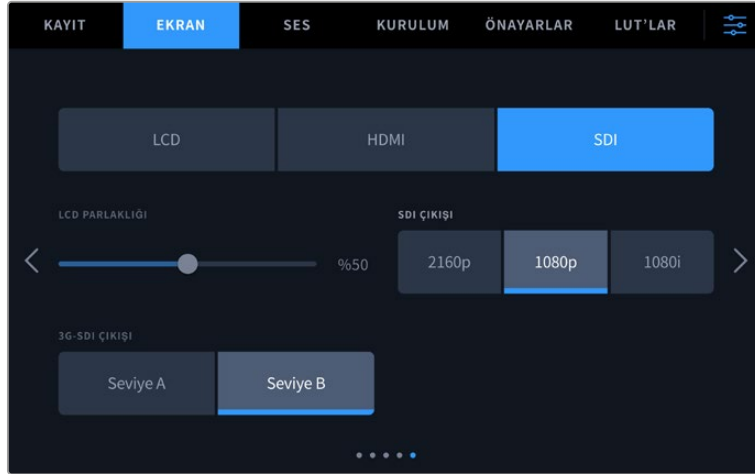 KAYIT EKRAN SES KURULUM ÖNAYARLAR LUT’LAR
LCD HDMI SDI
LCD PARLAKLIĞI SDI ÇIKIŞI
%50 2160p 1080p 1080i
3G-SDI ÇIKIŞI
Seviye A Seviye B